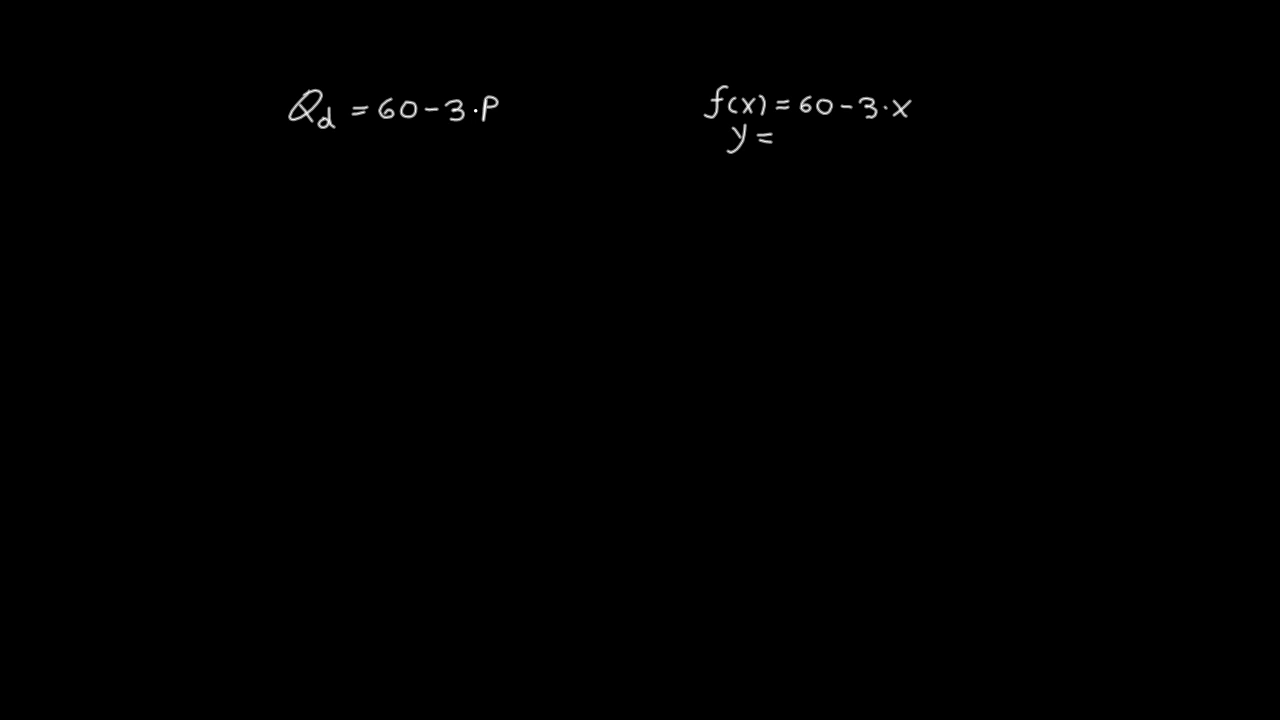 Qd = 60 - 3 · P
f(x) = 60 - 3 · x
y =